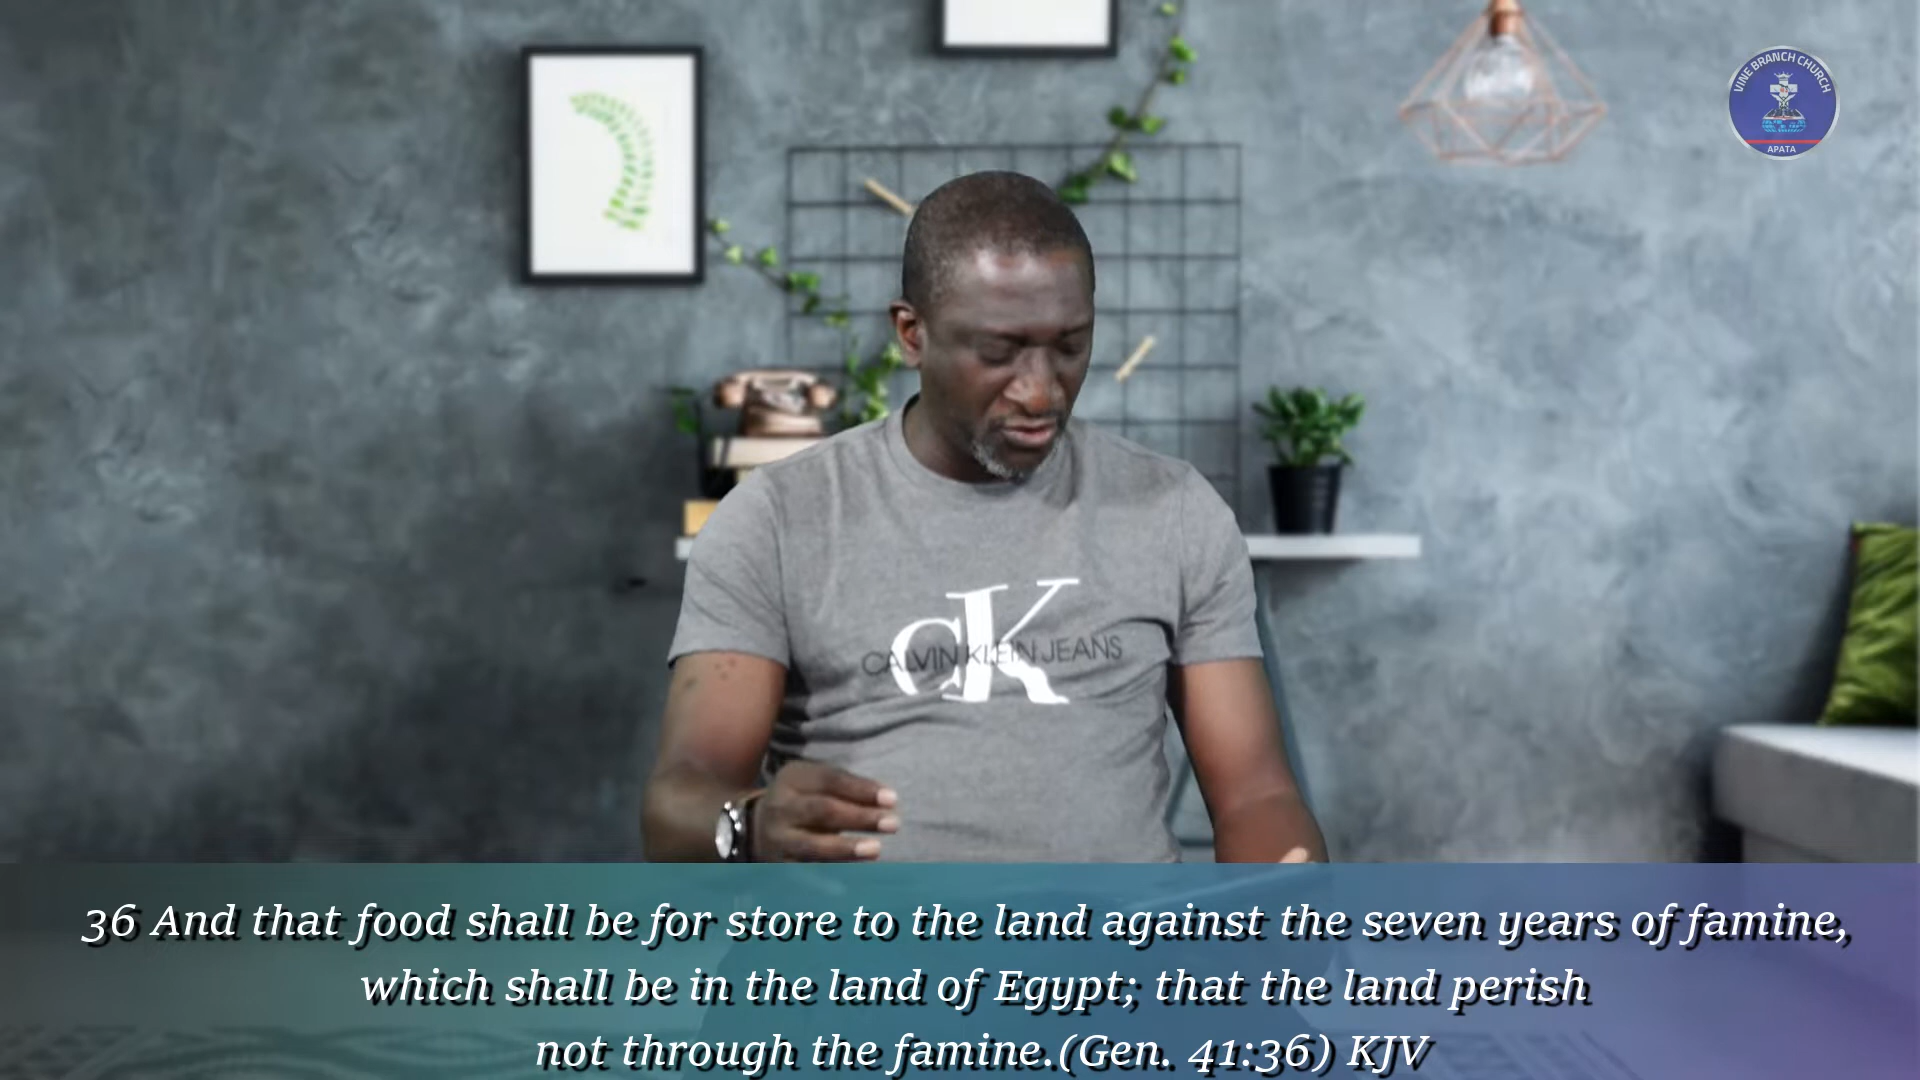 VINE BRANCH CHURCH
APATA
CK
CALVIN KLEIN JEANS
36 And that food shall be for store to the land against the seven years of famine,
which shall be in the land of Egypt; that the land perish
not through the famine.(Gen. 41:36) KJV